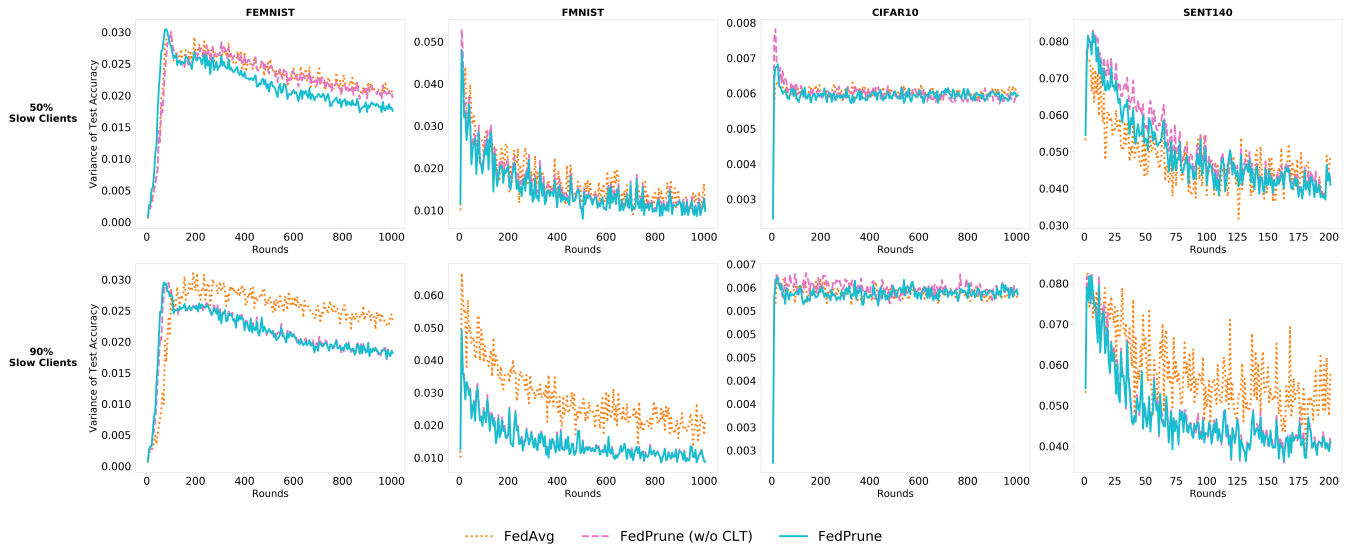 FEMNIST
FMNIST
CIFAR10
SENT140
50%
Slow Clients
Variance of Test Accuracy
0.030
0.025
0.020
0.015
0.010
0.005
0.000
0 200 400 600 800 1000
Rounds
0.050
0.040
0.030
0.020
0.010
0 200 400 600 800 1000
Rounds
0.008
0.007
0.006
0.005
0.004
0.003
0 200 400 600 800 1000
Rounds
0.080
0.070
0.060
0.050
0.040
0.030
0 25 50 75 100 125 150 175 200
Rounds
90%
Slow Clients
Variance of Test Accuracy
0.030
0.025
0.020
0.015
0.010
0.005
0.000
0 200 400 600 800 1000
Rounds
0.060
0.050
0.040
0.030
0.020
0.010
0 200 400 600 800 1000
Rounds
0.007
0.006
0.006
0.005
0.005
0.004
0.004
0.003
0.003
0 200 400 600 800 1000
Rounds
0.080
0.070
0.060
0.050
0.040
0 25 50 75 100 125 150 175 200
Rounds
FedAvg
FedPrune (w/o CLT)
FedPrune